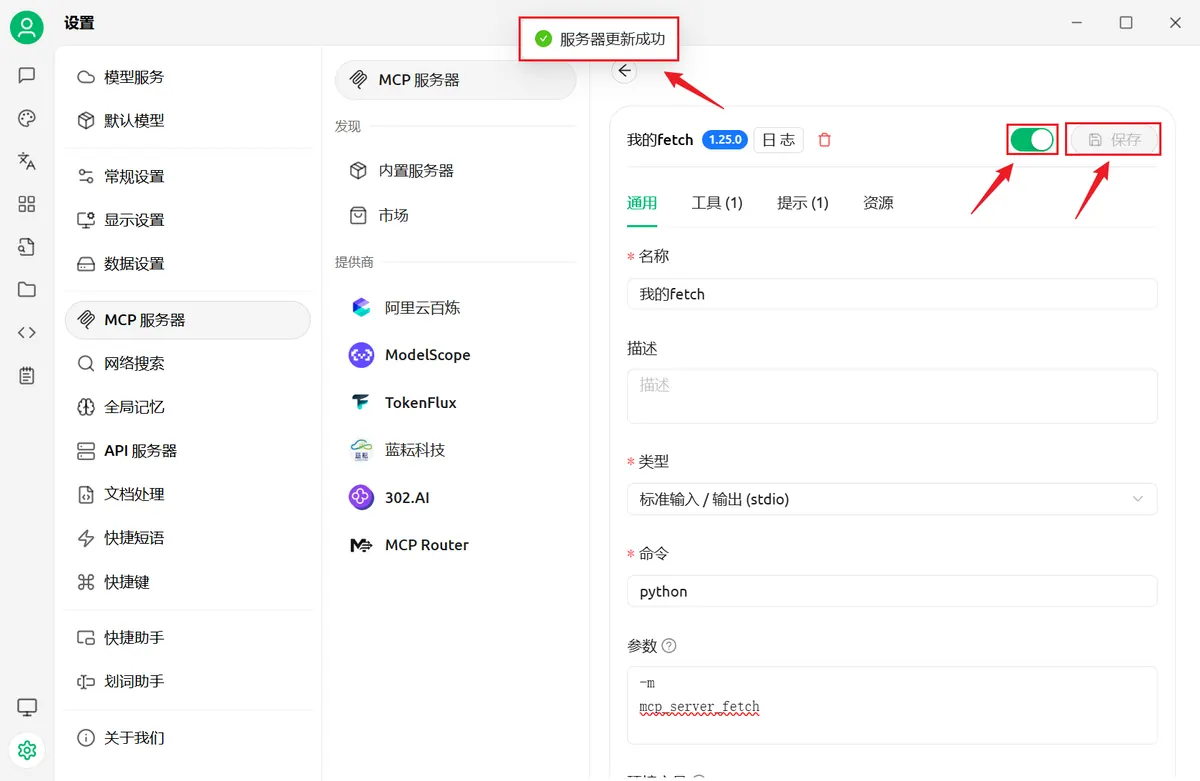 设置
服务器更新成功
模型服务
默认模型
常规设置
显示设置
数据设置
MCP 服务器
网络搜索
全局记忆
API 服务器
文档处理
快捷短语
快捷键
快捷助手
划词助手
关于我们
MCP 服务器
发现
内置服务器
市场
提供商
阿里云百炼
ModelScope
TokenFlux
蓝耘科技
302.AI
MCP Router
我的fetch 1.25.0 日志 保存
通用 工具 (1) 提示 (1) 资源
* 名称
我的fetch
描述
描述
* 类型
标准输入 / 输出 (stdio)
* 命令
python
参数
-m
mcp_server_fetch